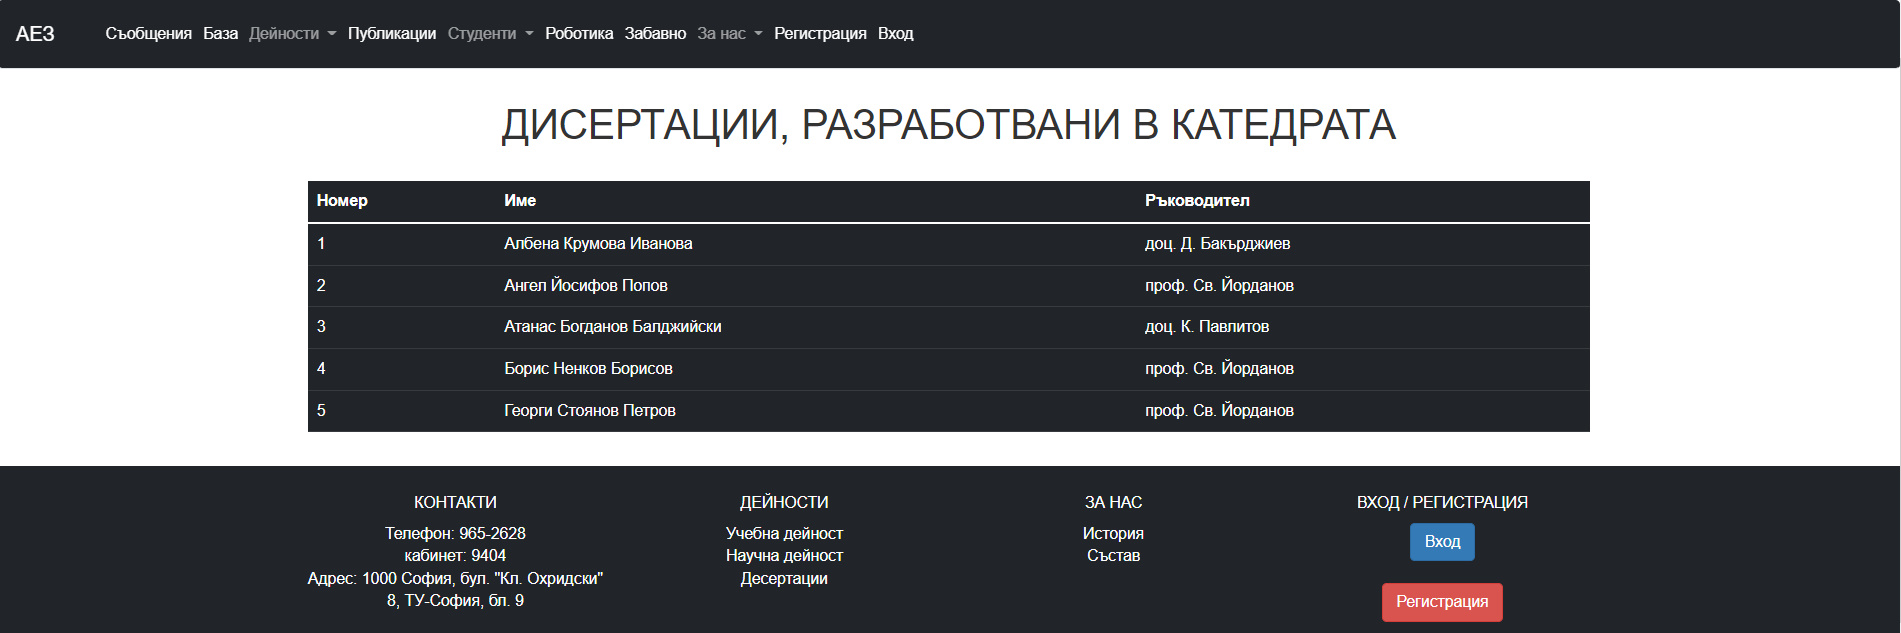 АЕЗ Съобщения База Дейности Публикации Студенти Роботика Забавно За нас Регистрация Вход
ДИСЕРТАЦИИ, РАЗРАБОТВАНИ В КАТЕДРАТА
Номер Име Ръководител
1 Албена Крумова Иванова доц. Д. Бакърджиев
2 Ангел Йосифов Попов проф. Св. Йорданов
3 Атанас Богданов Балджийски доц. К. Павлитов
4 Борис Ненков Борисов проф. Св. Йорданов
5 Георги Стоянов Петров проф. Св. Йорданов
КОНТАКТИ
Телефон: 965-2628
кабинет: 9404
Адрес: 1000 София, бул. "Кл. Охридски"
8, ТУ-София, бл. 9
ДЕЙНОСТИ
Учебна дейност
Научна дейност
Десертации
ЗА НАС
История
Състав
ВХОД / РЕГИСТРАЦИЯ
Вход
Регистрация